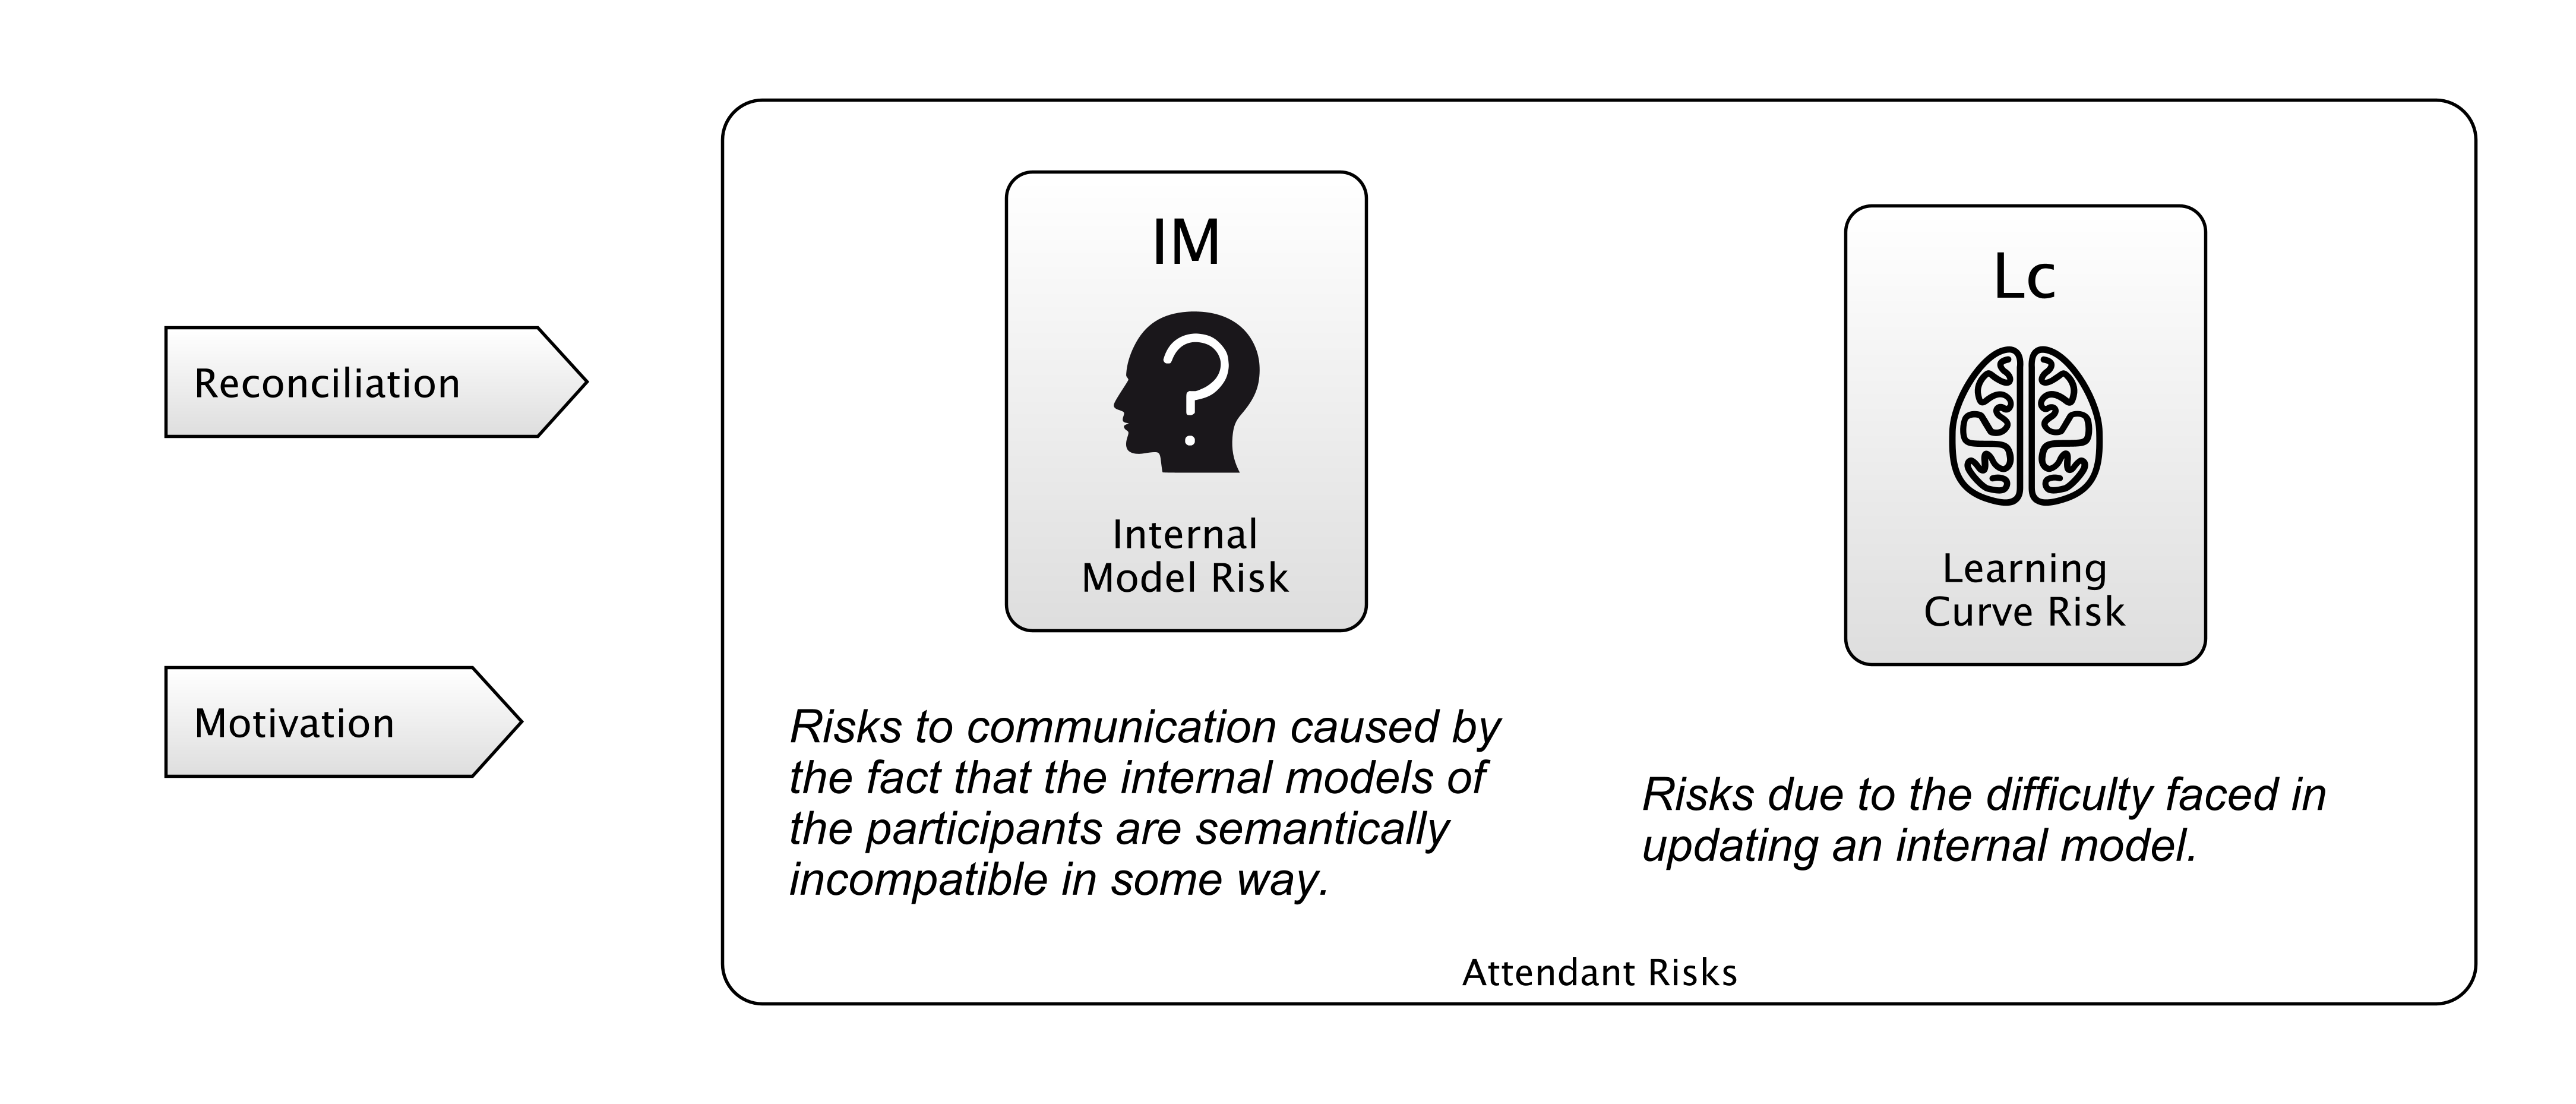 Reconciliation
Motivation
IM
Internal
Model Risk
Risks to communication caused by
the fact that the internal models of
the participants are semantically
incompatible in some way.
Lc
Learning
Curve Risk
Risks due to the difficulty faced in
updating an internal model.
Attendant Risks